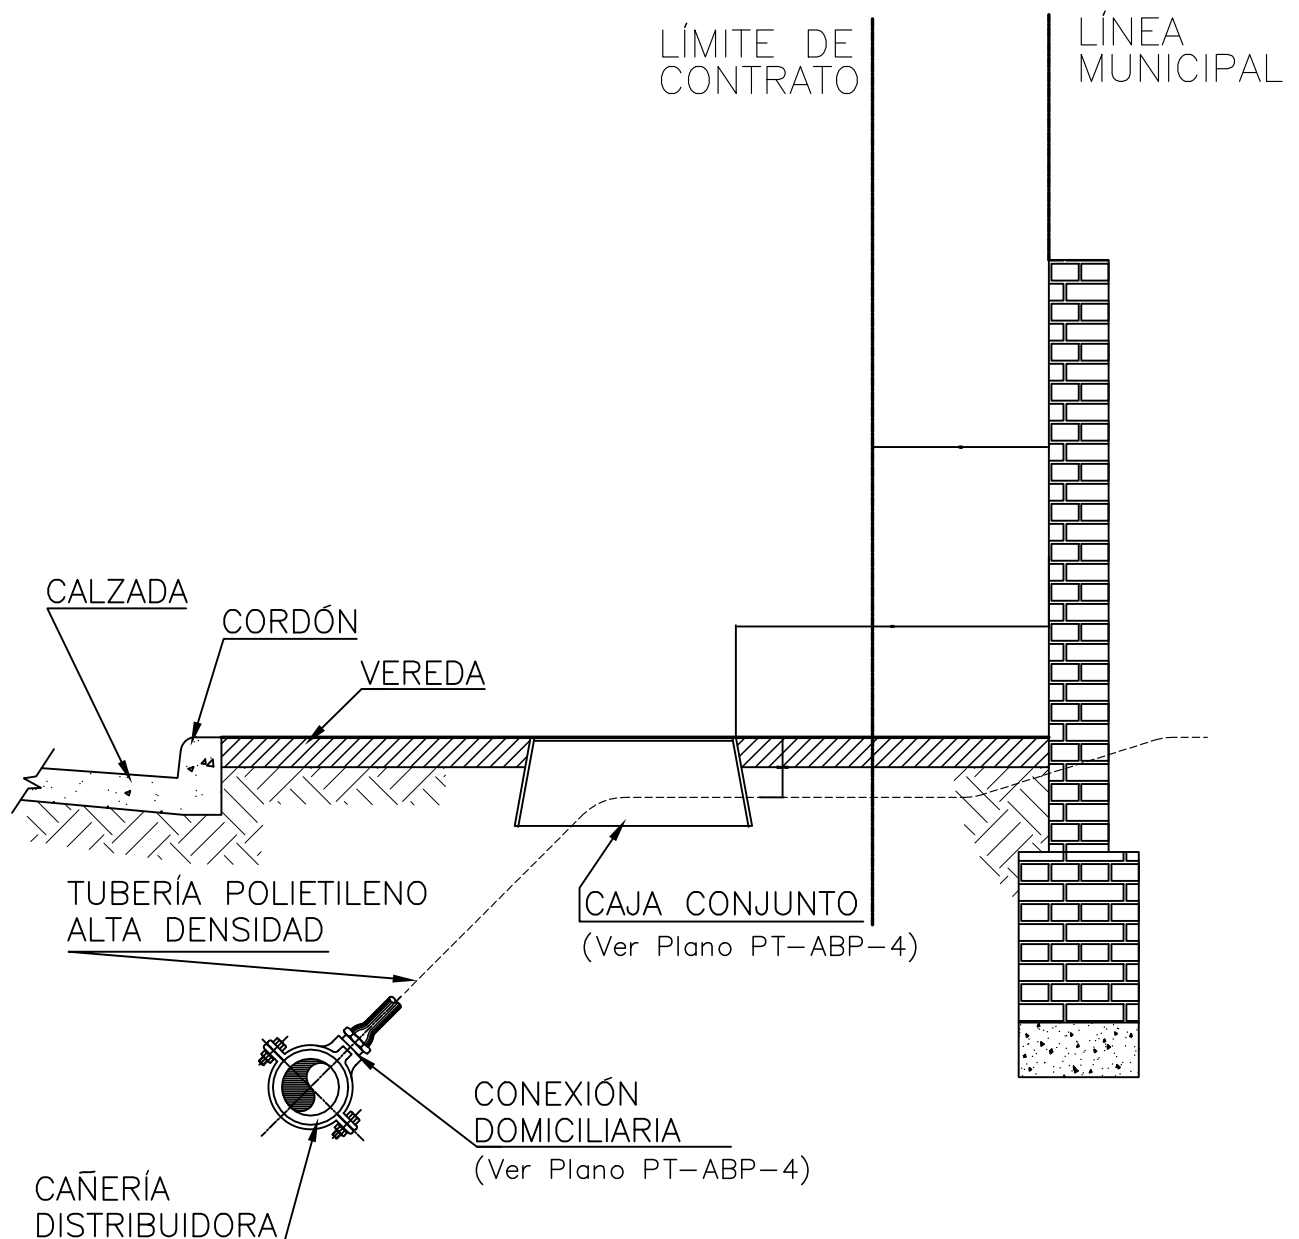 LÍMITE DE
CONTRATO
LÍNEA
MUNICIPAL
CALZADA
CORDÓN
VEREDA
TUBERÍA POLIETILENO
ALTA DENSIDAD
CAJA CONJUNTO
(Ver Plano PT-ABP-4)
CONEXIÓN
DOMICILIARIA
(Ver Plano PT-ABP-4)
CAÑERÍA
DISTRIBUIDORA